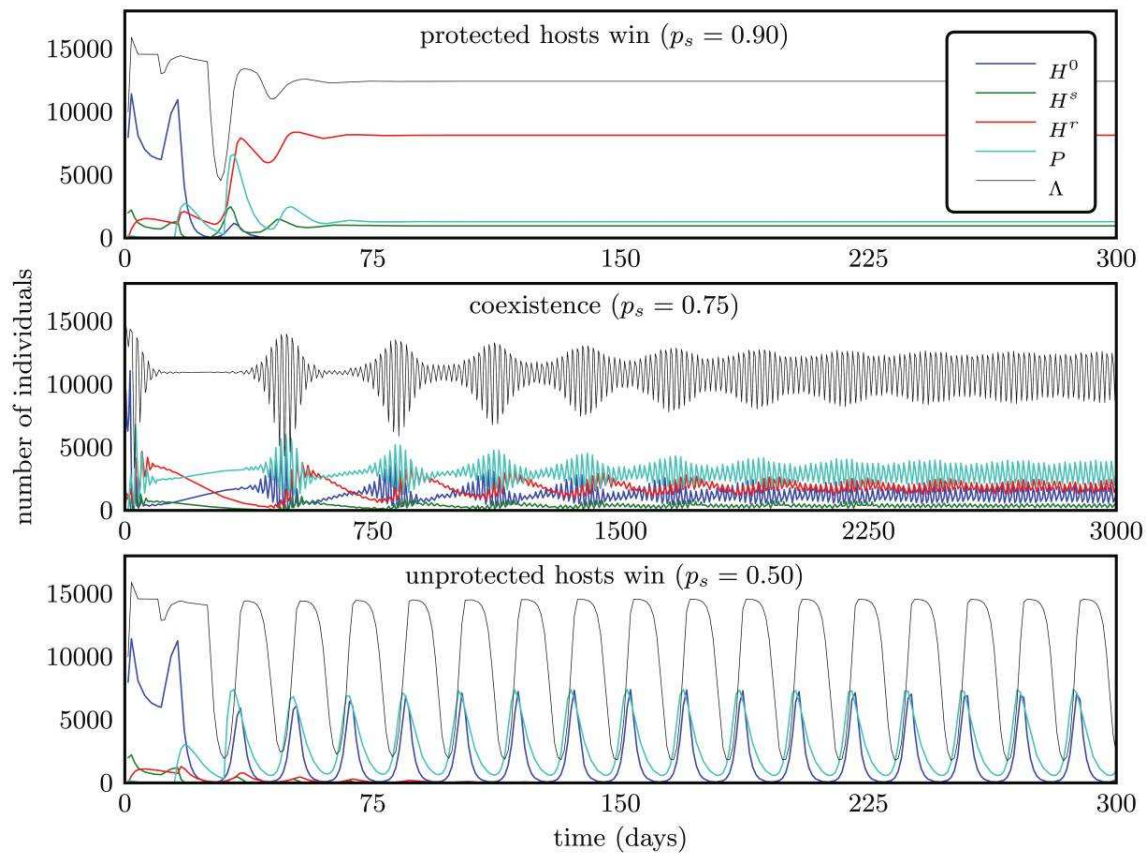 protected hosts win (p_s = 0.90)
15000
10000
5000
0
0 75 150 225 300
H^0
H^s
H^r
P
Λ
number of individuals
coexistence (p_s = 0.75)
15000
10000
5000
0
0 750 1500 2250 3000
unprotected hosts win (p_s = 0.50)
15000
10000
5000
0
0 75 150 225 300
time (days)